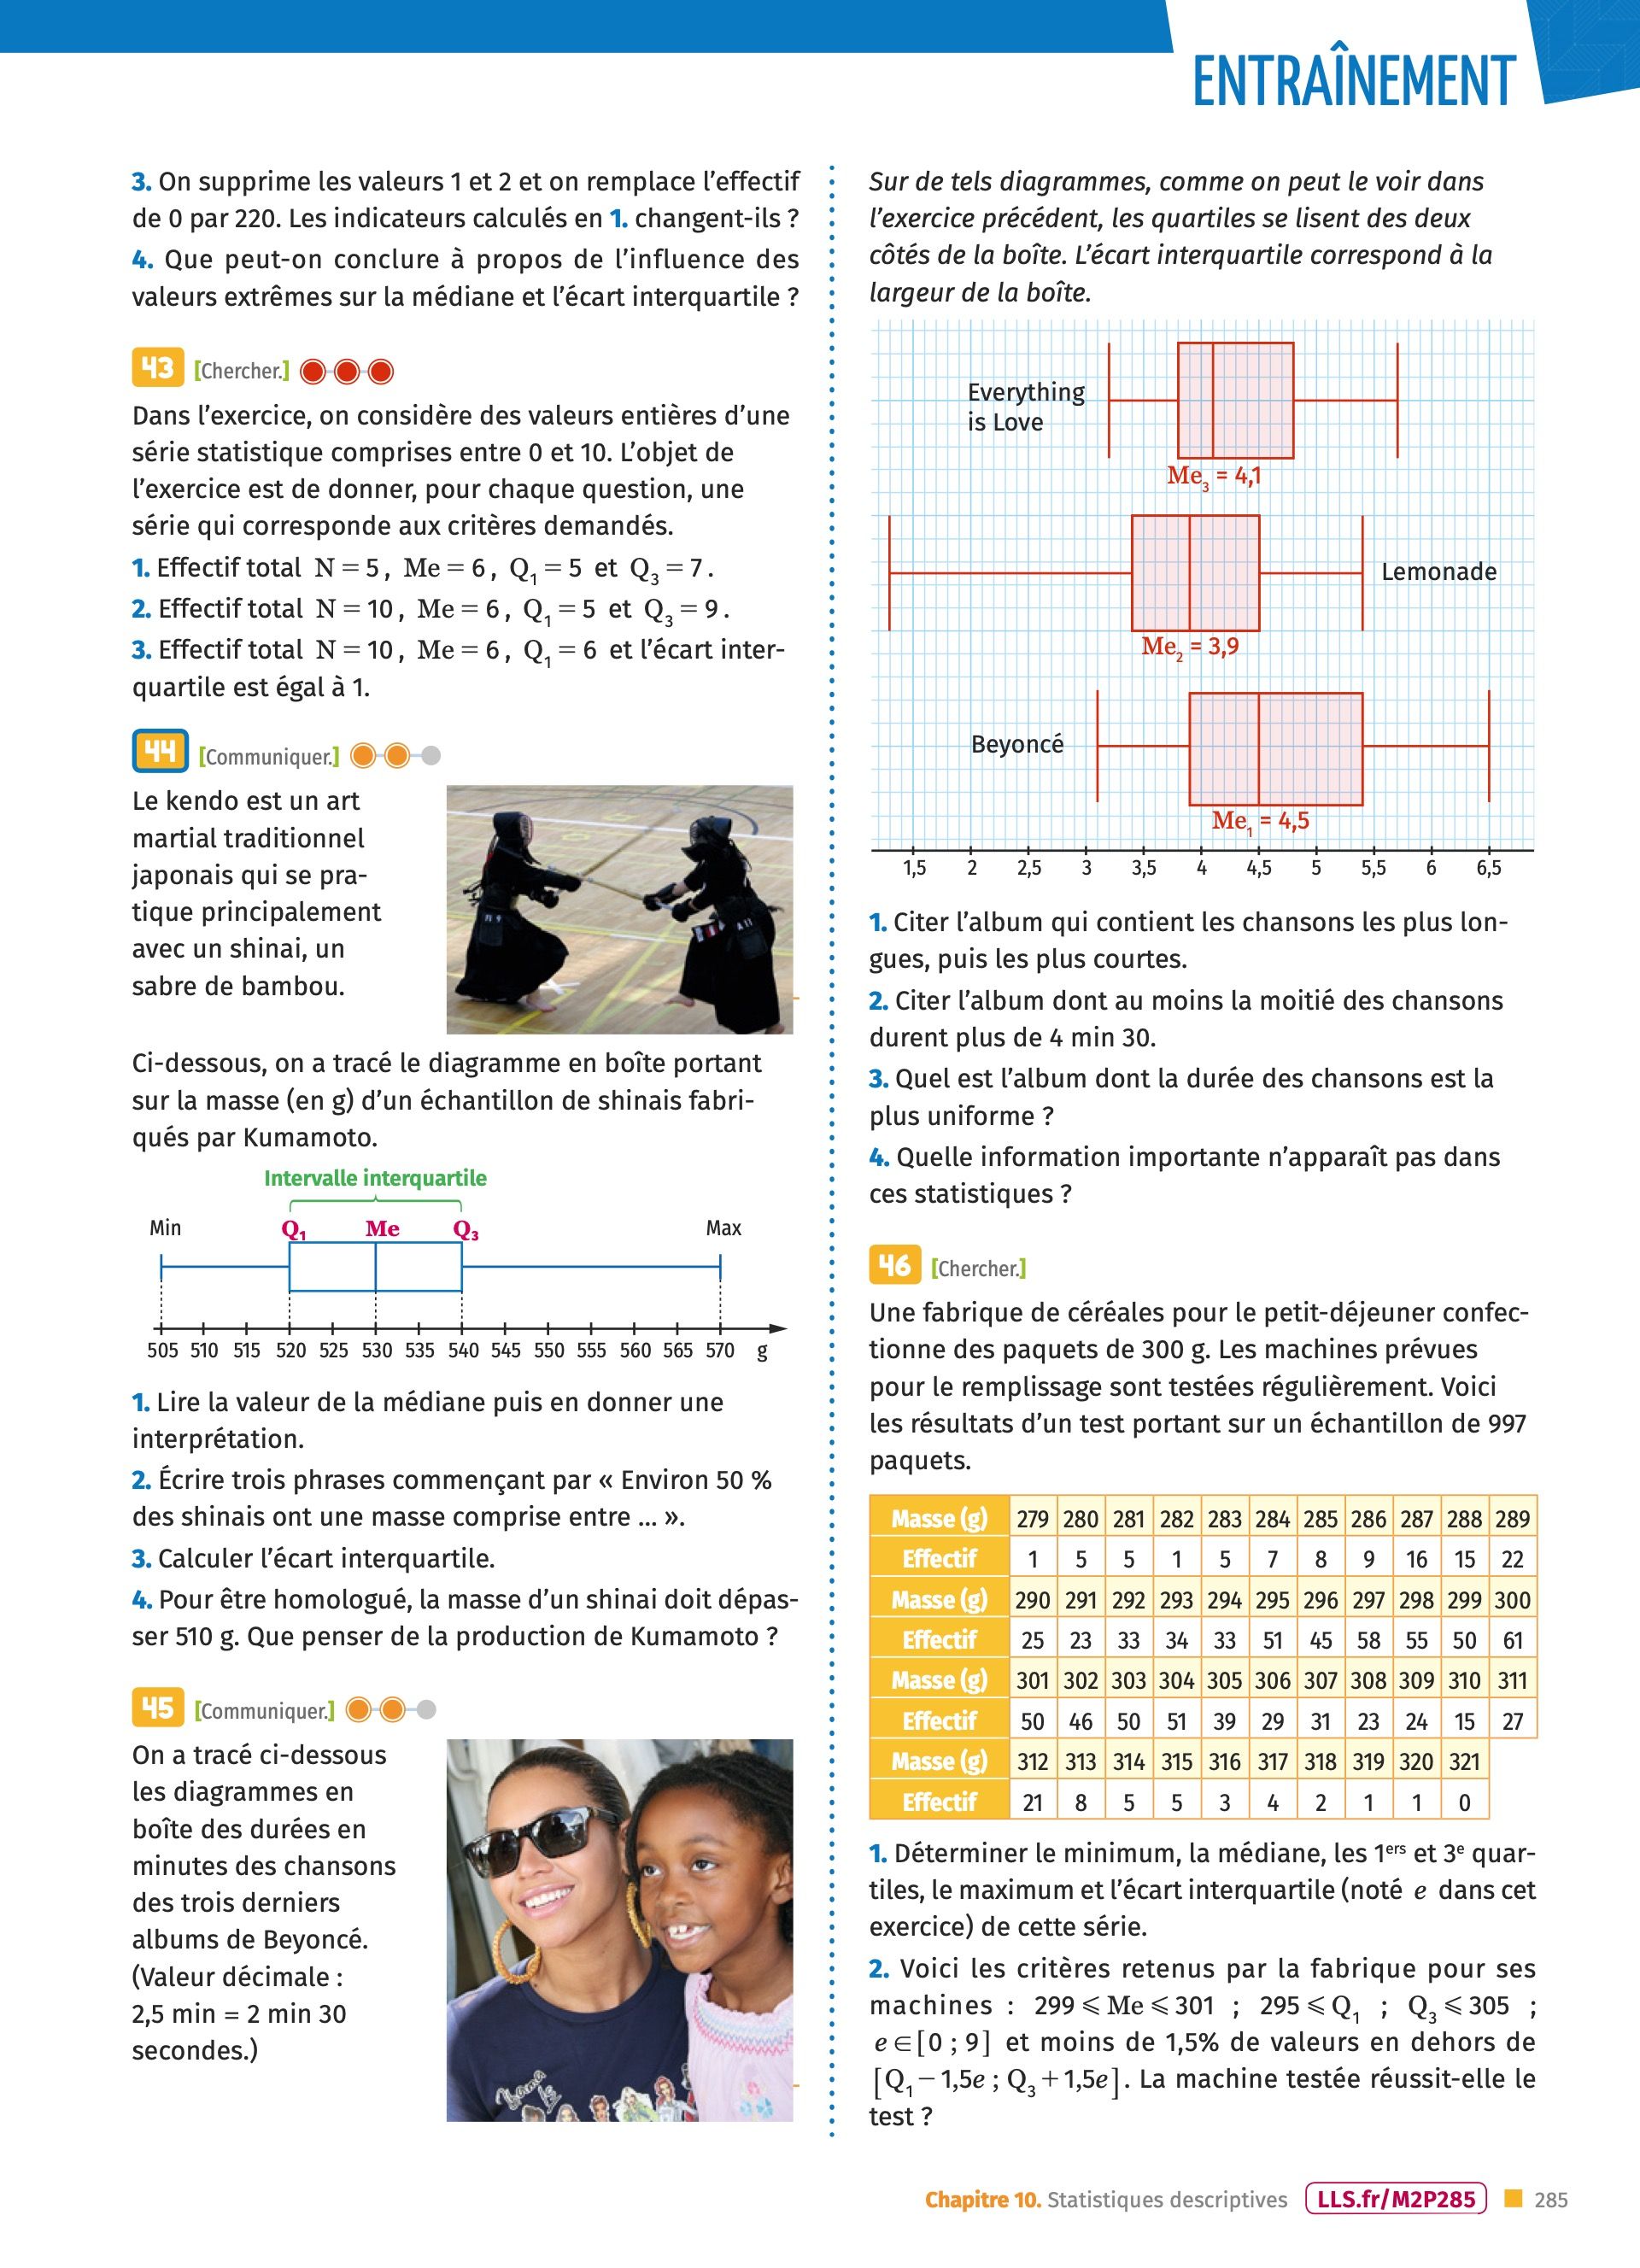 ENTRAÎNEMENT
3. On supprime les valeurs 1 et 2 et on remplace l'effectif
de 0 par 220. Les indicateurs calculés en 1. changent-ils ?
4. Que peut-on conclure à propos de l'influence des
valeurs extrêmes sur la médiane et l'écart interquartile ?
43 [Chercher.]
Dans l'exercice, on considère des valeurs entières d'une
série statistique comprises entre 0 et 10. L'objet de
l'exercice est de donner, pour chaque question, une
série qui corresponde aux critères demandés.
1. Effectif total N = 5, Me = 6, Q₁ = 5 et Q₃ = 7.
2. Effectif total N = 10, Me = 6, Q₁ = 5 et Q₃ = 9.
3. Effectif total N = 10, Me = 6, Q₁ = 6 et l'écart inter-
quartile est égal à 1.
44 [Communiquer.]
Le kendo est un art
martial traditionnel
japonais qui se pra-
tique principalement
avec un shinai, un
sabre de bambou.
Ci-dessous, on a tracé le diagramme en boîte portant
sur la masse (en g) d'un échantillon de shinais fabri-
qués par Kumamoto.
Intervalle interquartile
Min Q₁ Me Q₃ Max
505 510 515 520 525 530 535 540 545 550 555 560 565 570 g
1. Lire la valeur de la médiane puis en donner une
interprétation.
2. Écrire trois phrases commençant par « Environ 50 %
des shinais ont une masse comprise entre ... ».
3. Calculer l'écart interquartile.
4. Pour être homologué, la masse d'un shinai doit dépas-
ser 510 g. Que penser de la production de Kumamoto ?
45 [Communiquer.]
On a tracé ci-dessous
les diagrammes en
boîte des durées en
minutes des chansons
des trois derniers
albums de Beyoncé.
(Valeur décimale :
2,5 min = 2 min 30
secondes.)
Sur de tels diagrammes, comme on peut le voir dans
l'exercice précédent, les quartiles se lisent des deux
côtés de la boîte. L'écart interquartile correspond à la
largeur de la boîte.
Everything
is Love
Me₃ = 4,1
Lemonade
Me₂ = 3,9
Beyoncé
Me₁ = 4,5
1,5 2 2,5 3 3,5 4 4,5 5 5,5 6 6,5
1. Citer l'album qui contient les chansons les plus lon-
gues, puis les plus courtes.
2. Citer l'album dont au moins la moitié des chansons
durent plus de 4 min 30.
3. Quel est l'album dont la durée des chansons est la
plus uniforme ?
4. Quelle information importante n'apparaît pas dans
ces statistiques ?
46 [Chercher.]
Une fabrique de céréales pour le petit-déjeuner confec-
tionne des paquets de 300 g. Les machines prévues
pour le remplissage sont testées régulièrement. Voici
les résultats d'un test portant sur un échantillon de 997
paquets.
Masse (g) 279 280 281 282 283 284 285 286 287 288 289
Effectif 1 5 5 1 5 7 8 9 16 15 22
Masse (g) 290 291 292 293 294 295 296 297 298 299 300
Effectif 25 23 33 34 33 51 45 58 55 50 61
Masse (g) 301 302 303 304 305 306 307 308 309 310 311
Effectif 50 46 50 51 39 29 31 23 24 15 27
Masse (g) 312 313 314 315 316 317 318 319 320 321
Effectif 21 8 5 5 3 4 2 1 1 0
1. Déterminer le minimum, la médiane, les 1ers et 3e quar-
tiles, le maximum et l'écart interquartile (noté e dans cet
exercice) de cette série.
2. Voici les critères retenus par la fabrique pour ses
machines : 299 ⩽ Me ⩽ 301 ; 295 ⩽ Q₁ ; Q₃ ⩽ 305 ;
e ∈ [0 ; 9] et moins de 1,5% de valeurs en dehors de
[Q₁ − 1,5e ; Q₃ + 1,5e]. La machine testée réussit-elle le
test ?
Chapitre 10. Statistiques descriptives LLS.fr/M2P285 285